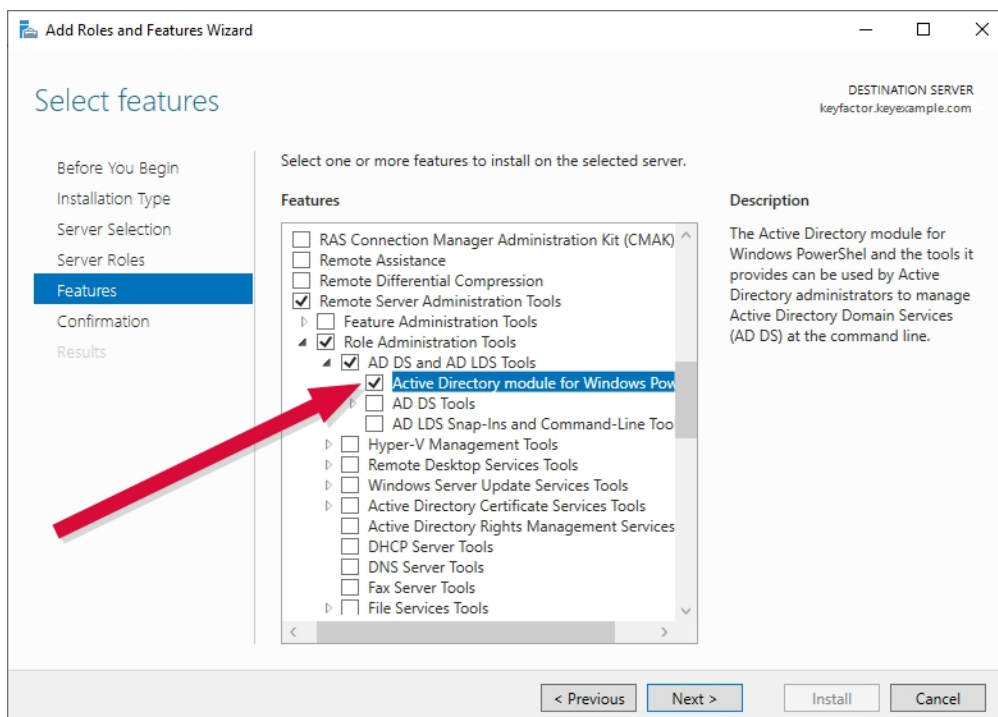 Add Roles and Features Wizard
Select features
DESTINATION SERVER
keyfactor.keyexample.com
Before You Begin
Installation Type
Server Selection
Server Roles
Features
Confirmation
Results
Select one or more features to install on the selected server.
Features
RAS Connection Manager Administration Kit (CMAK)
Remote Assistance
Remote Differential Compression
Remote Server Administration Tools
Feature Administration Tools
Role Administration Tools
AD DS and AD LDS Tools
Active Directory module for Windows Pow
AD DS Tools
AD LDS Snap-Ins and Command-Line Too
Hyper-V Management Tools
Remote Desktop Services Tools
Windows Server Update Services Tools
Active Directory Certificate Services Tools
Active Directory Rights Management Services
DHCP Server Tools
DNS Server Tools
Fax Server Tools
File Services Tools
Description
The Active Directory module for
Windows PowerShel and the tools it
provides can be used by Active
Directory administrators to manage
Active Directory Domain Services
(AD DS) at the command line.
< Previous
Next >
Install
Cancel